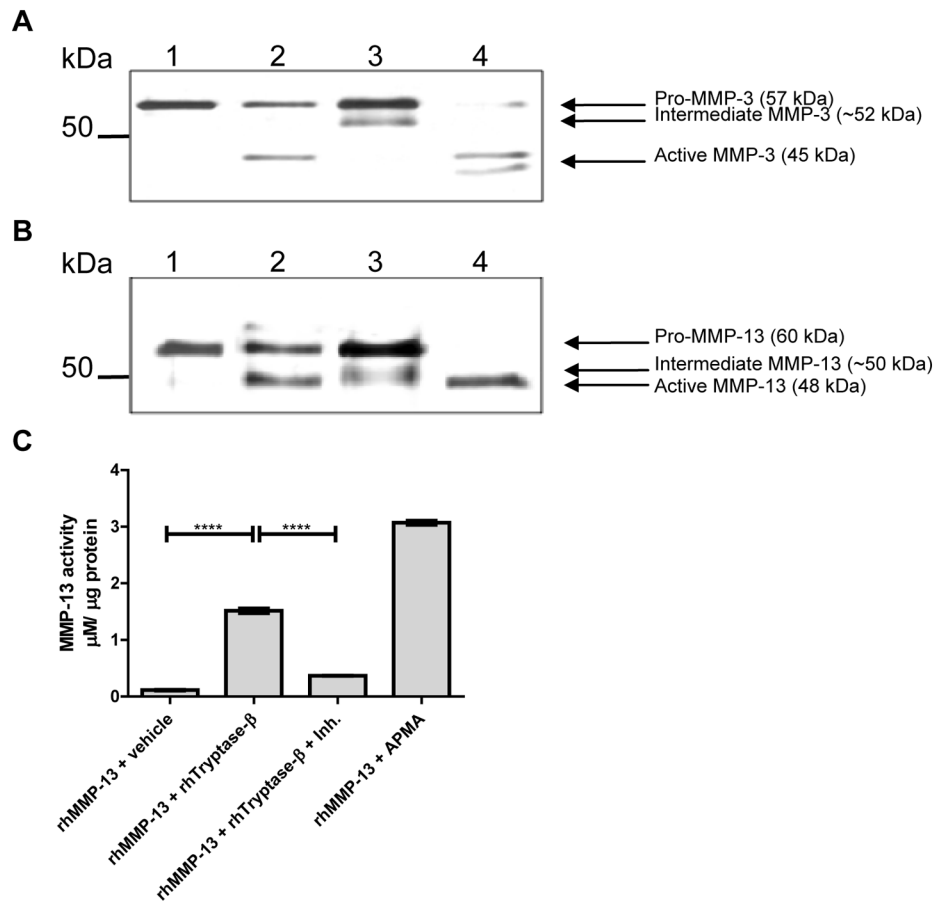 A
kDa 1 2 3 4
50
Pro-MMP-3 (57 kDa)
Intermediate MMP-3 (~52 kDa)
Active MMP-3 (45 kDa)
B
kDa 1 2 3 4
50
Pro-MMP-13 (60 kDa)
Intermediate MMP-13 (~50 kDa)
Active MMP-13 (48 kDa)
C
MMP-13 activity
µM/ µg protein
4
3
2
1
0
**** ****
rhMMP-13 + vehicle
rhMMP-13 + rhTryptase-β
rhMMP-13 + rhTryptase-β + Inh.
rhMMP-13 + APMA